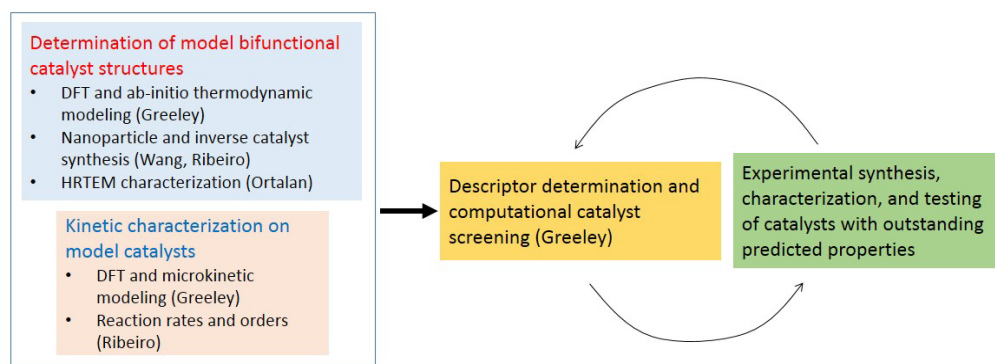 Determination of model bifunctional
catalyst structures
• DFT and ab-initio thermodynamic
modeling (Greeley)
• Nanoparticle and inverse catalyst
synthesis (Wang, Ribeiro)
• HRTEM characterization (Ortalan)
Kinetic characterization on
model catalysts
• DFT and microkinetic
modeling (Greeley)
• Reaction rates and orders
(Ribeiro)
Descriptor determination and
computational catalyst
screening (Greeley)
Experimental synthesis,
characterization, and testing
of catalysts with outstanding
predicted properties